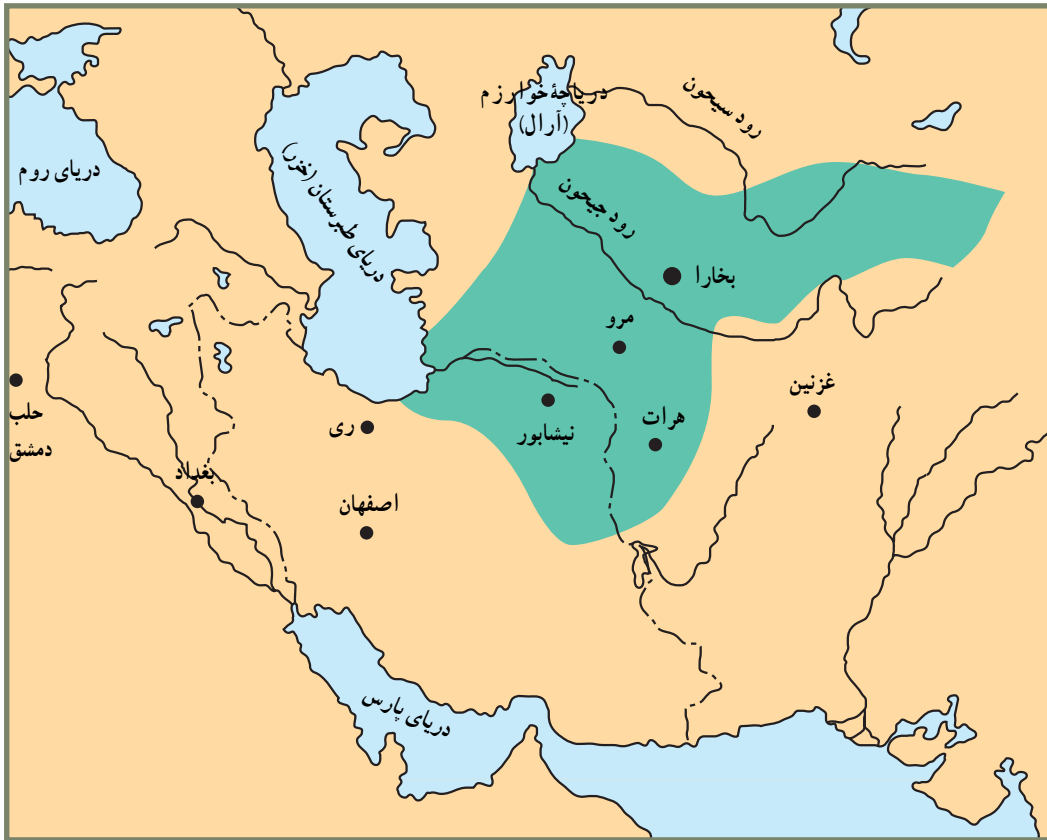 دریاچهٔ خوارزم
(آرال)
رود سیحون
دریای روم
دریای طبرستان (خزر)
رود جیحون
بخارا
مرو
غزنین
هرات
نیشابور
ری
حلب
دمشق
بغداد
اصفهان
دریای پارس